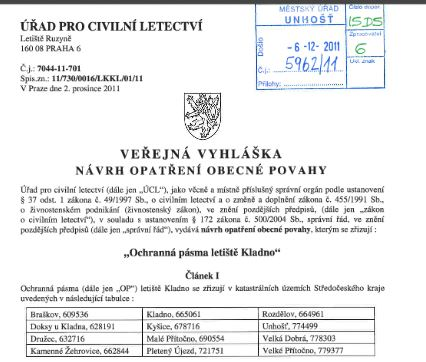 ÚŘAD PRO CIVILNÍ LETECTVÍ
Letiště Ruzyně
160 08 PRAHA 6
MĚSTSKÝ ÚŘAD
UNHOŠŤ
Došlo
- 6 -12- 2011
Č.j.: 5962/11
Přílohy:
Číslo dopor.
Zpracovatel
6
Ukl. znak
Č.j.: 7044-11-701
Spis.zn.: 11/730/0016/LKKL/01/11
V Praze dne 2. prosince 2011
VEŘEJNÁ VYHLÁŠKA
NÁVRH OPATŘENÍ OBECNÉ POVAHY
Úřad pro civilní letectví (dále jen „ÚCL"), jako věcně a místně příslušný správní orgán podle ustanovení
§ 37 odst. 1 zákona č. 49/1997 Sb., o civilním letectví a o změně a doplnění zákona č. 455/1991 Sb.,
o živnostenském podnikání (živnostenský zákon), ve znění pozdějších předpisů, (dále jen „zákon
o civilním letectví"), v souladu s ustanovením § 172 zákona č. 500/2004 Sb., správní řád, ve znění
pozdějších předpisů (dále jen „správní řád"), vydává návrh opatření obecné povahy, kterým se zřizují :
„Ochranná pásma letiště Kladno"
Článek I
Ochranná pásma (dále jen „OP") letiště Kladno se zřizují v katastrálních územích Středočeského kraje
uvedených v následující tabulce :
Braškov, 609536 Kladno, 665061 Rozdělov, 664961
Doksy u Kladna, 628191 Kyšice, 678716 Unhošť, 774499
Družec, 632716 Malé Přítočno, 690554 Velká Dobrá, 778303
Kamenné Žehrovice, 662844 Pletený Újezd, 721751 Velké Přítočno, 779377